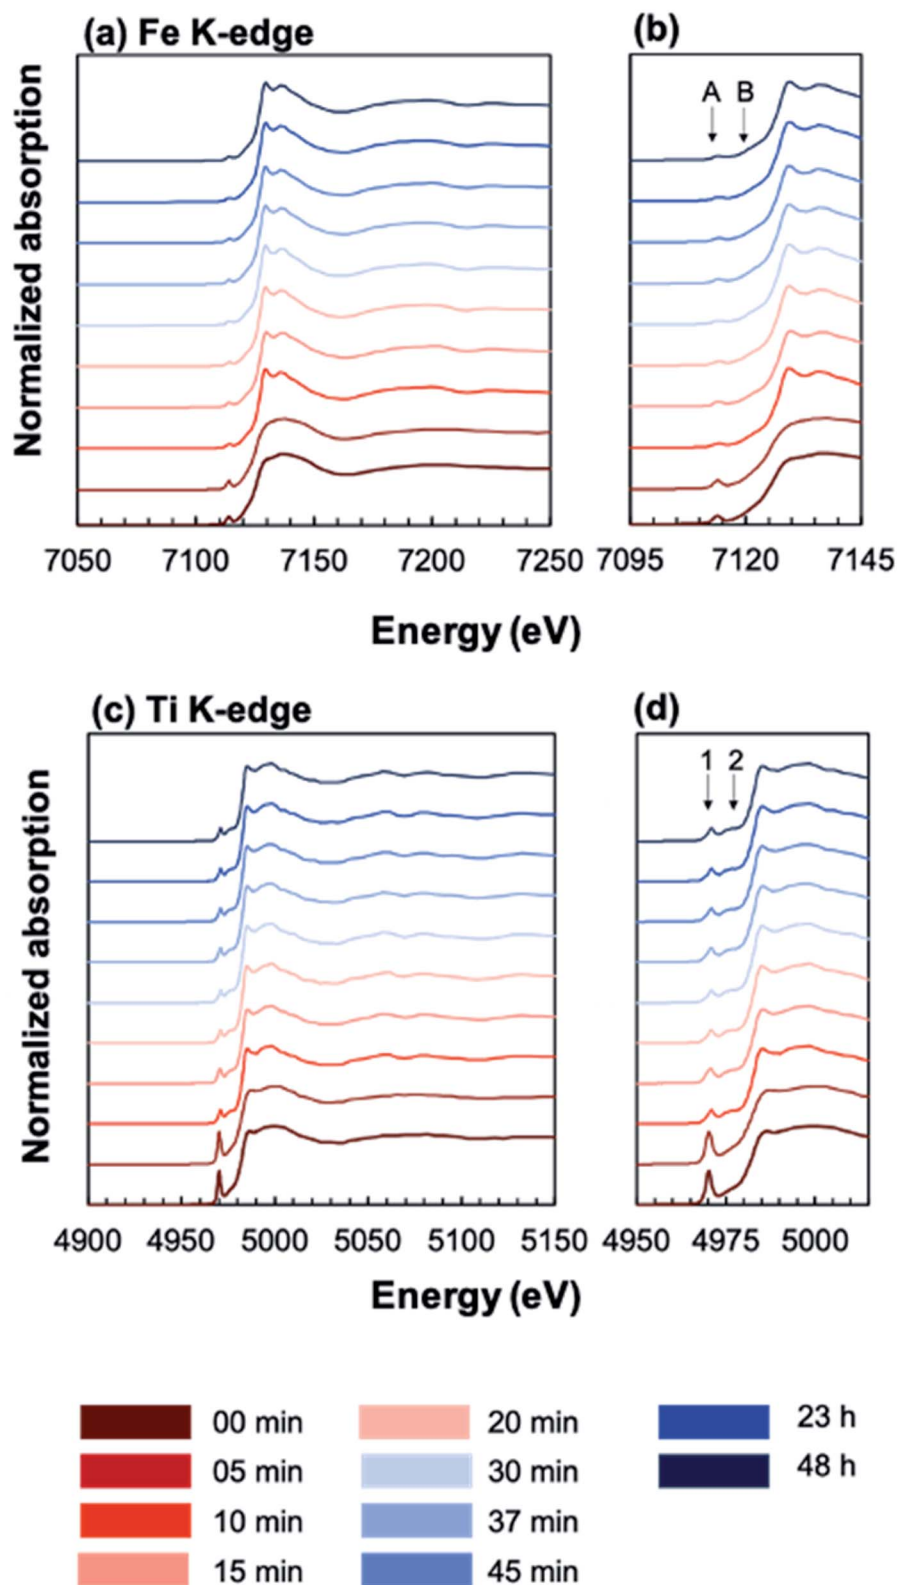 (a) Fe K-edge
(b)
Normalized absorption
A B
7050 7100 7150 7200 7250 7095 7120 7145
Energy (eV)
(c) Ti K-edge
(d)
Normalized absorption
1 2
4900 4950 5000 5050 5100 5150 4950 4975 5000
Energy (eV)
00 min 20 min 23 h
05 min 30 min 48 h
10 min 37 min
15 min 45 min